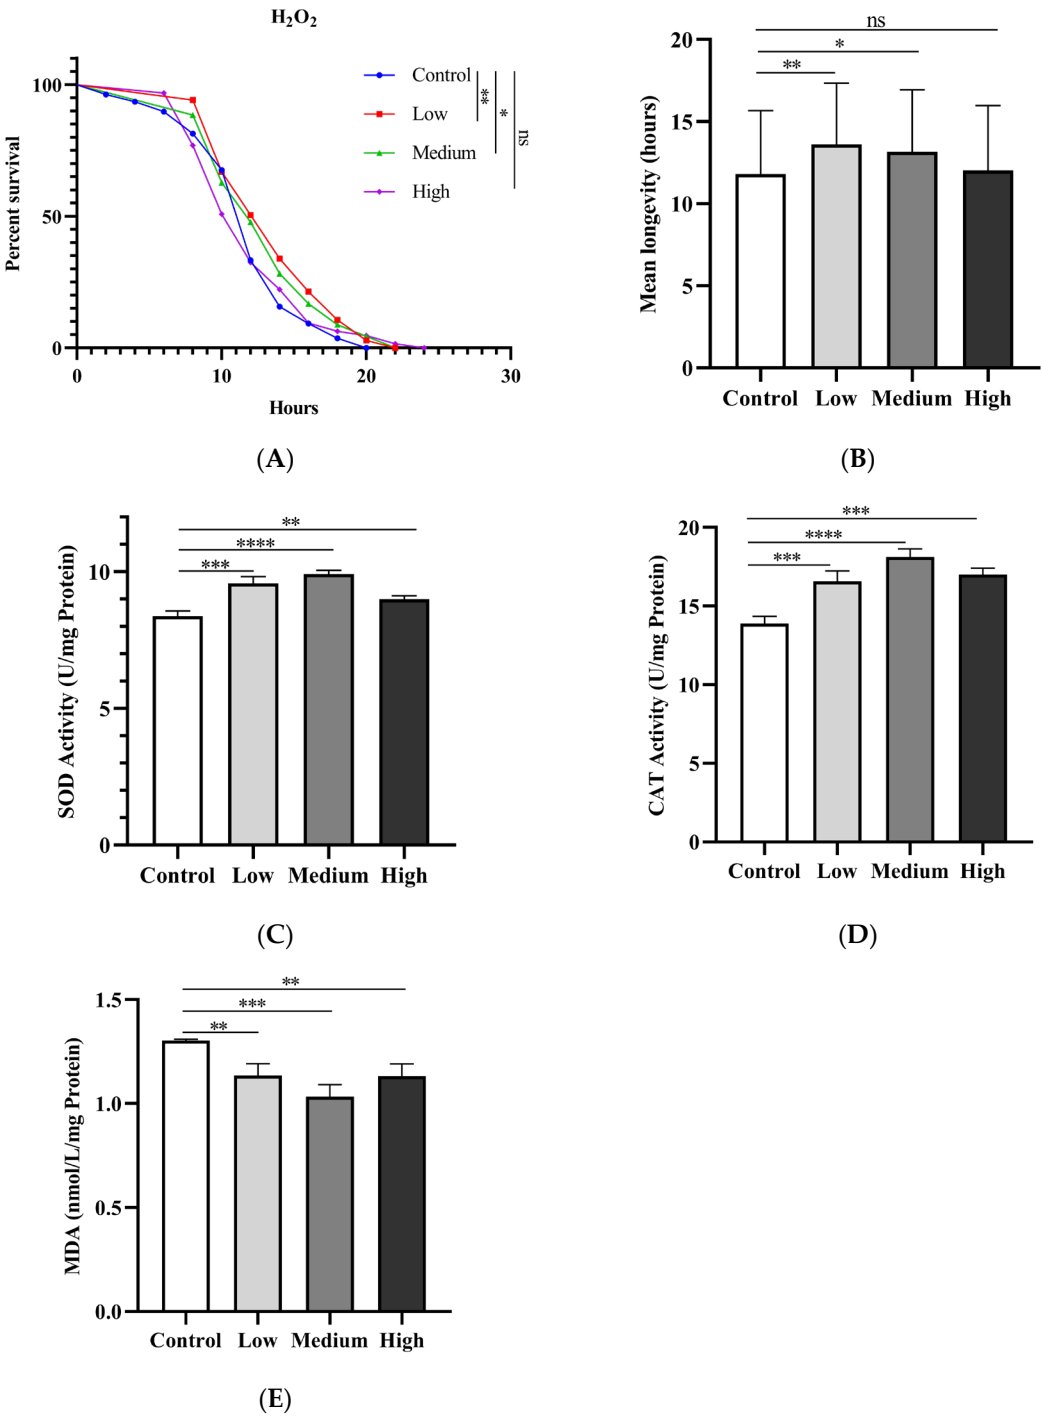 H2O2
Percent survival
100
50
0
0 10 20 30
Hours
Control
Low
Medium
High
**
*
ns
(A)
Mean longevity (hours)
20
15
10
5
0
ns
*
**
Control Low Medium High
(B)
SOD Activity (U/mg Protein)
10
5
0
**
****
***
Control Low Medium High
(C)
CAT Activity (U/mg Protein)
20
15
10
5
0
***
****
***
Control Low Medium High
(D)
MDA (nmol/L/mg Protein)
1.5
1.0
0.5
0.0
**
***
**
Control Low Medium High
(E)